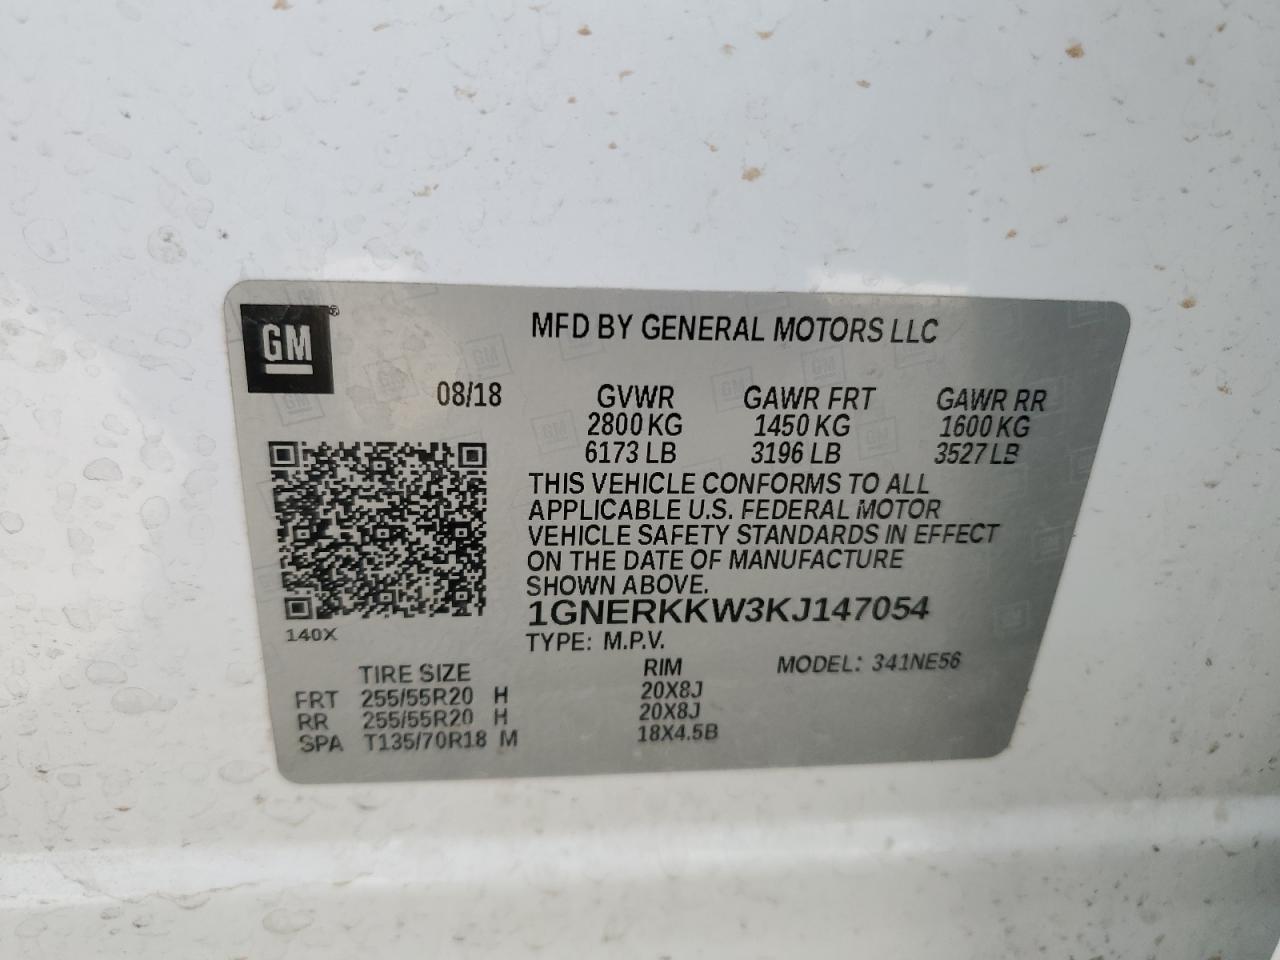 GM®
MFD BY GENERAL MOTORS LLC
08/18
GVWR GAWR FRT GAWR RR
2800 KG 1450 KG 1600 KG
6173 LB 3196 LB 3527 LB
THIS VEHICLE CONFORMS TO ALL
APPLICABLE U.S. FEDERAL MOTOR
VEHICLE SAFETY STANDARDS IN EFFECT
ON THE DATE OF MANUFACTURE
SHOWN ABOVE.
1GNERKKW3KJ147054
140X
TYPE: M.P.V.
TIRE SIZE RIM MODEL: 341NE56
FRT 255/55R20 H 20X8J
RR 255/55R20 H 20X8J
SPA T135/70R18 M 18X4.5B